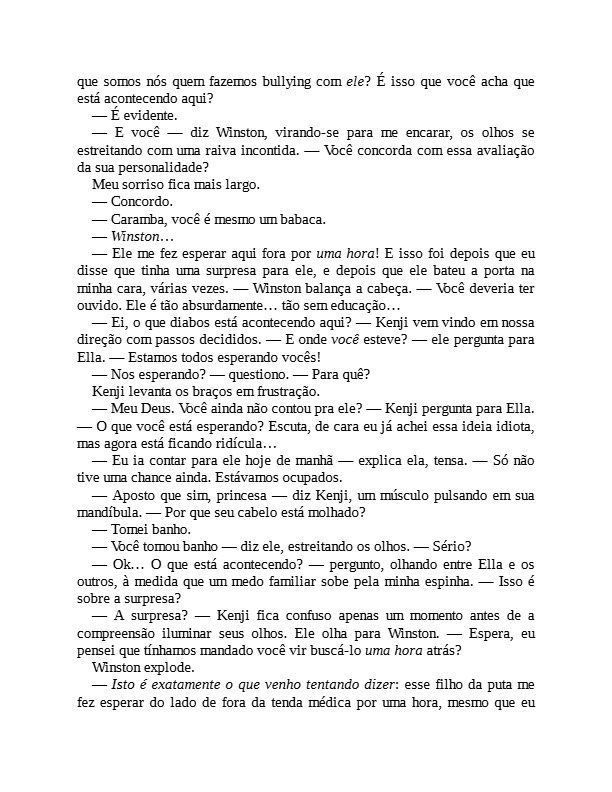 que somos nós quem fazemos bullying com ele? É isso que você acha que
está acontecendo aqui?
— É evidente.
— E você — diz Winston, virando-se para me encarar, os olhos se
estreitando com uma raiva incontida. — Você concorda com essa avaliação
da sua personalidade?
Meu sorriso fica mais largo.
— Concordo.
— Caramba, você é mesmo um babaca.
— Winston…
— Ele me fez esperar aqui fora por uma hora! E isso foi depois que eu
disse que tinha uma surpresa para ele, e depois que ele bateu a porta na
minha cara, várias vezes. — Winston balança a cabeça. — Você deveria ter
ouvido. Ele é tão absurdamente… tão sem educação…
— Ei, o que diabos está acontecendo aqui? — Kenji vem vindo em nossa
direção com passos decididos. — E onde você esteve? — ele pergunta para
Ella. — Estamos todos esperando vocês!
— Nos esperando? — questiono. — Para quê?
Kenji levanta os braços em frustração.
— Meu Deus. Você ainda não contou pra ele? — Kenji pergunta para Ella.
— O que você está esperando? Escuta, de cara eu já achei essa ideia idiota,
mas agora está ficando ridícula…
— Eu ia contar para ele hoje de manhã — explica ela, tensa. — Só não
tive uma chance ainda. Estávamos ocupados.
— Aposto que sim, princesa — diz Kenji, um músculo pulsando em sua
mandíbula. — Por que seu cabelo está molhado?
— Tomei banho.
— Você tomou banho — diz ele, estreitando os olhos. — Sério?
— Ok… O que está acontecendo? — pergunto, olhando entre Ella e os
outros, à medida que um medo familiar sobe pela minha espinha. — Isso é
sobre a surpresa?
— A surpresa? — Kenji fica confuso apenas um momento antes de a
compreensão iluminar seus olhos. Ele olha para Winston. — Espera, eu
pensei que tínhamos mandado você vir buscá-lo uma hora atrás?
Winston explode.
— Isto é exatamente o que venho tentando dizer: esse filho da puta me
fez esperar do lado de fora da tenda médica por uma hora, mesmo que eu